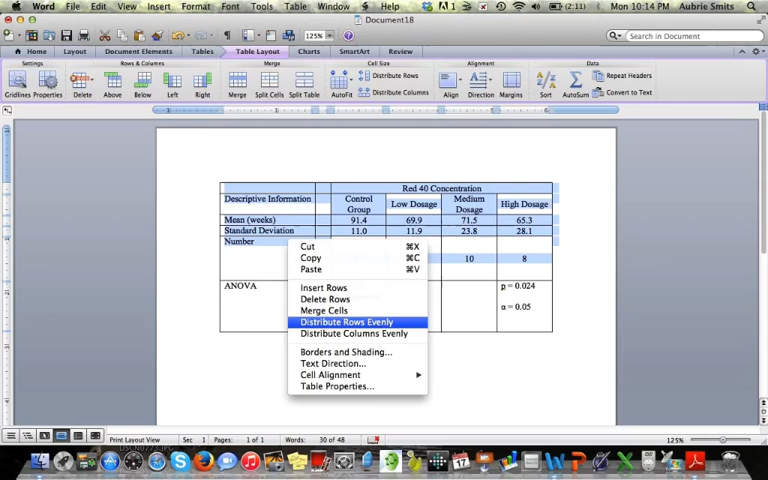 Word File Edit View Insert Format Font Tools Table Window Help (2:11) Mon 10:14 PM Aubrie Smits
Document18
125% Search in Document
Home Layout Document Elements Tables Table Layout Charts SmartArt Review
Settings Rows & Columns Merge Cell Size Alignment Data
Distribute Rows Repeat Headers
Distribute Columns Convert to Text
Gridlines Properties Delete Above Below Left Right Merge Split Cells Split Table AutoFit Align Direction Margins Sort AutoSum
Red 40 Concentration
Descriptive Information Control Group Low Dosage Medium Dosage High Dosage
Mean (weeks) 91.4 69.9 71.5 65.3
Standard Deviation 11.0 11.9 23.8 28.1
Number 10 8
ANOVA p = 0.024
α = 0.05
Cut ⌘X
Copy ⌘C
Paste ⌘V
Insert Rows
Delete Rows
Merge Cells
Distribute Rows Evenly
Distribute Columns Evenly
Borders and Shading...
Text Direction...
Cell Alignment
Table Properties...
Print Layout View Sec 1 Pages: 1 of 1 Words: 30 of 48 125%
DSCN0773.JPG
17